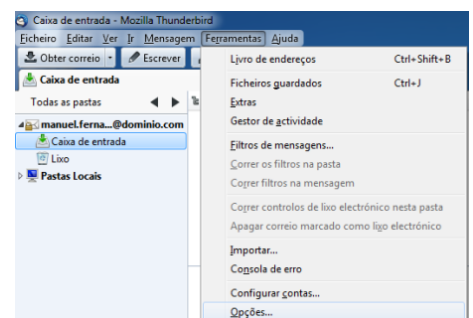 Caixa de entrada - Mozilla Thunderbird
Ficheiro Editar Ver Ir Mensagem Ferramentas Ajuda
Obter correio Escrever
Caixa de entrada
Todas as pastas
manuel.ferna...@dominio.com
Caixa de entrada
Lixo
Pastas Locais
Livro de endereços Ctrl+Shift+B
Ficheiros guardados Ctrl+J
Extras
Gestor de actividade
Filtros de mensagens...
Correr os filtros na pasta
Correr filtros na mensagem
Correr controlos de lixo electrónico nesta pasta
Apagar correio marcado como lixo electrónico
Importar...
Consola de erro
Configurar contas...
Opções...